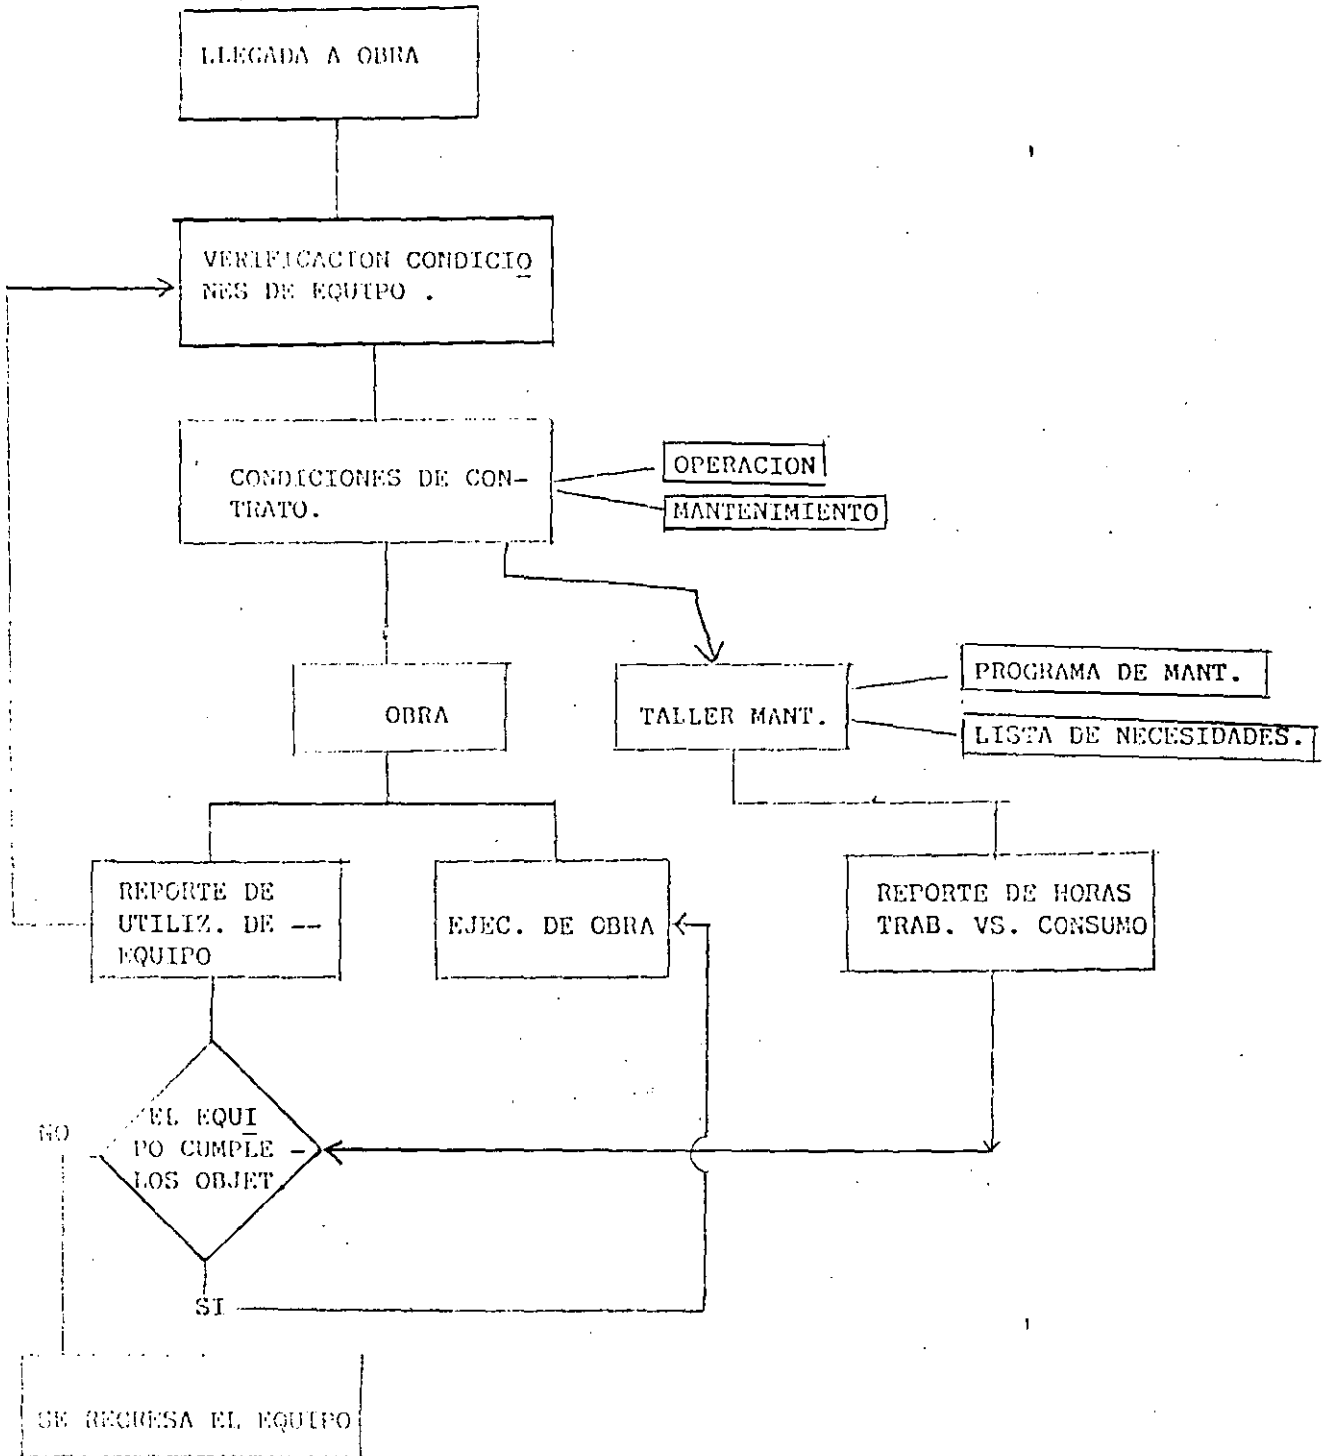 LLEGADA A OBRA
VERIFICACION CONDICIO
NES DE EQUIPO .
CONDICIONES DE CON-
TRATO.
OPERACION
MANTENIMIENTO
OBRA
TALLER MANT.
PROGRAMA DE MANT.
LISTA DE NECESIDADES.
REPORTE DE
UTILIZ. DE --
EQUIPO
EJEC. DE OBRA
REPORTE DE HORAS
TRAB. VS. CONSUMO
NO
EL EQUI
PO CUMPLE -
LOS OBJET
SI
SE REGRESA EL EQUIPO